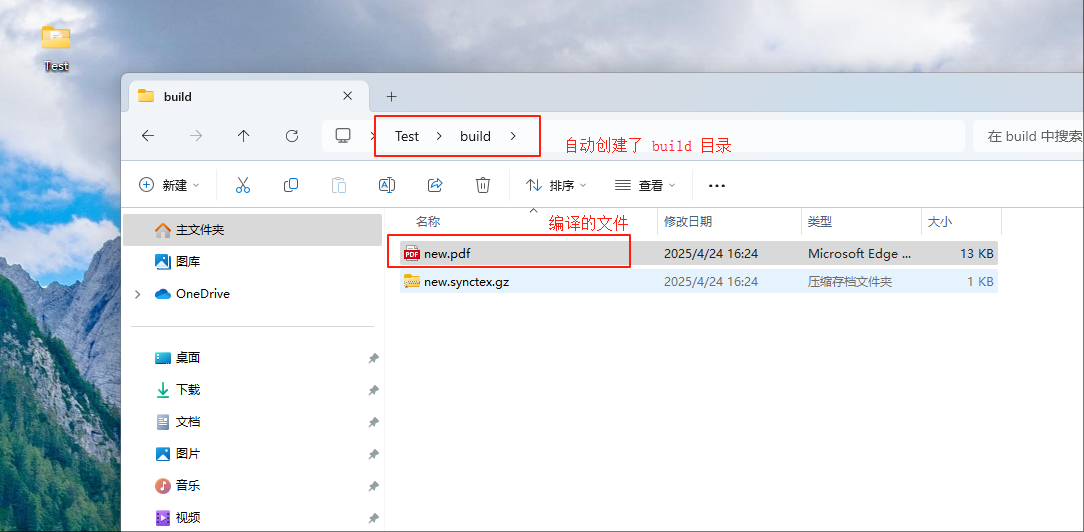 Test
build
Test > build >
自动创建了 build 目录
在 build 中搜索
新建
排序
查看
名称
编译的文件
修改日期
类型
大小
PDF
new.pdf
2025/4/24 16:24
Microsoft Edge ...
13 KB
new.synctex.gz
2025/4/24 16:24
压缩存档文件夹
1 KB
主文件夹
图库
OneDrive
桌面
下载
文档
图片
音乐
视频